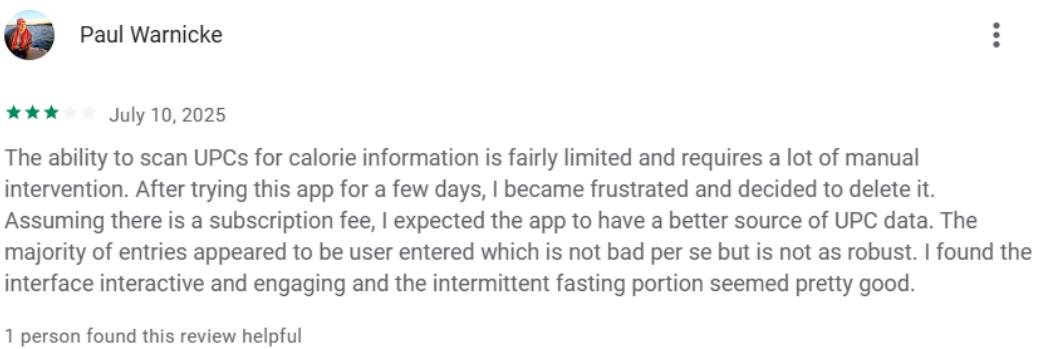 Paul Warnicke
July 10, 2025
The ability to scan UPCs for calorie information is fairly limited and requires a lot of manual
intervention. After trying this app for a few days, I became frustrated and decided to delete it.
Assuming there is a subscription fee, I expected the app to have a better source of UPC data. The
majority of entries appeared to be user entered which is not bad per se but is not as robust. I found the
interface interactive and engaging and the intermittent fasting portion seemed pretty good.
1 person found this review helpful